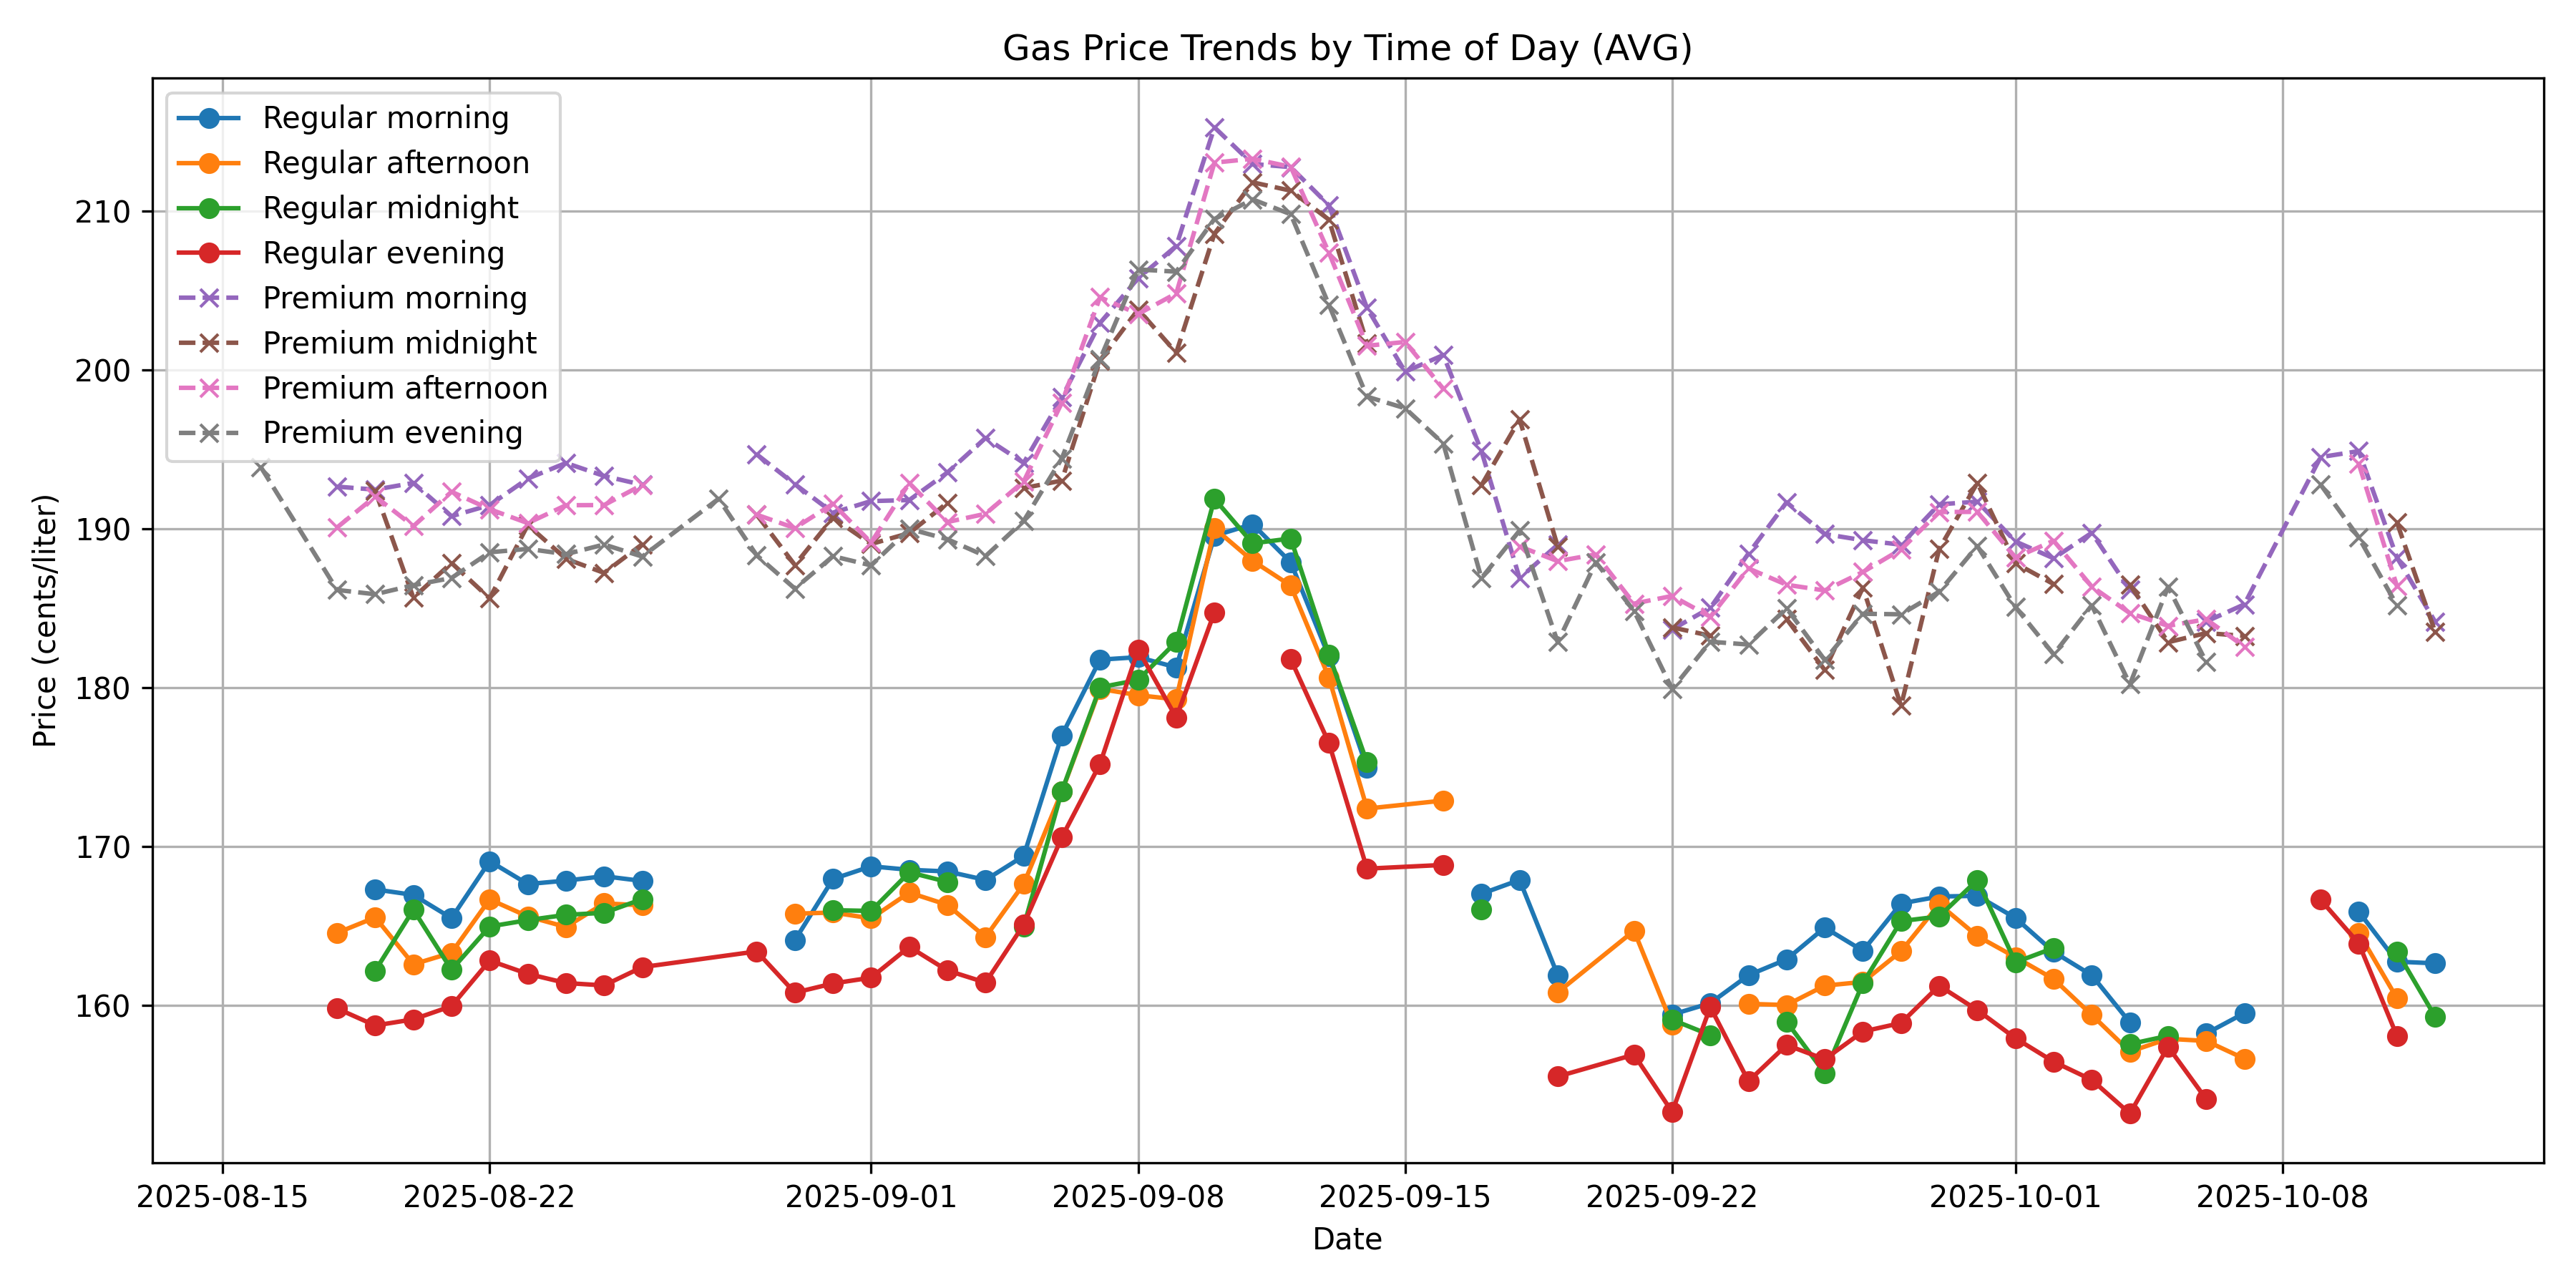 Gas Price Trends by Time of Day (AVG)
Regular morning
Regular afternoon
Regular midnight
Regular evening
Premium morning
Premium midnight
Premium afternoon
Premium evening
Price (cents/liter)
210
200
190
180
170
160
2025-08-15 2025-08-22 2025-09-01 2025-09-08 2025-09-15 2025-09-22 2025-10-01 2025-10-08
Date